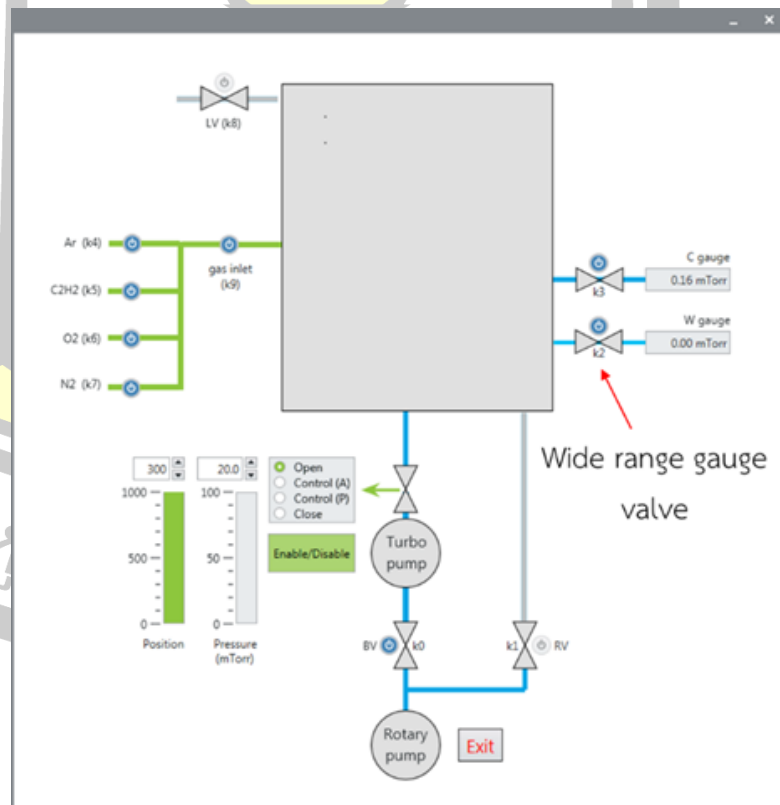 LV (k8)
Ar (k4)
gas inlet
(k9)
C2H2 (k5)
O2 (k6)
N2 (k7)
C gauge
0.16 mTorr
k3
W gauge
0.00 mTorr
k2
Wide range gauge
valve
300
20.0
Open
Control (A)
Control (P)
Close
Enable/Disable
1000
500
0
Position
100
50
0
Pressure
(mTorr)
Turbo
pump
BV
k0
k1
RV
Rotary
pump
Exit